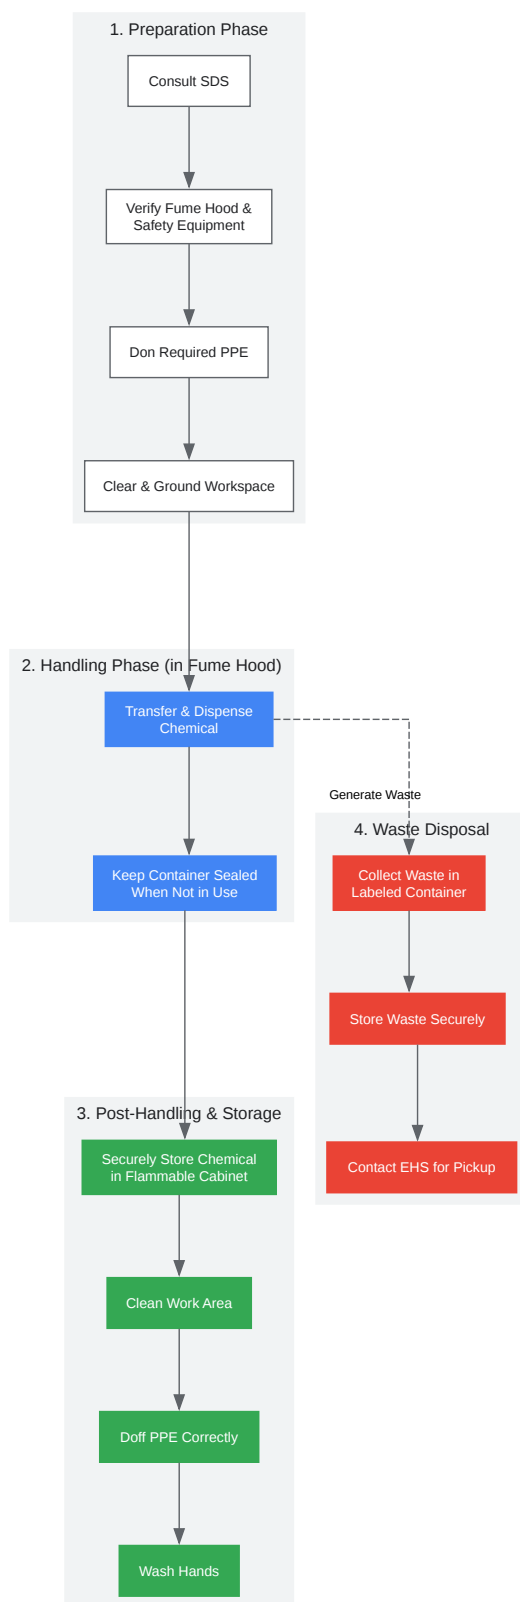 1. Preparation Phase
Consult SDS
Verify Fume Hood &
Safety Equipment
Don Required PPE
Clear & Ground Workspace
2. Handling Phase (in Fume Hood)
Transfer & Dispense
Chemical
Keep Container Sealed
When Not in Use
Generate Waste
4. Waste Disposal
Collect Waste in
Labeled Container
Store Waste Securely
Contact EHS for Pickup
3. Post-Handling & Storage
Securely Store Chemical
in Flammable Cabinet
Clean Work Area
Doff PPE Correctly
Wash Hands